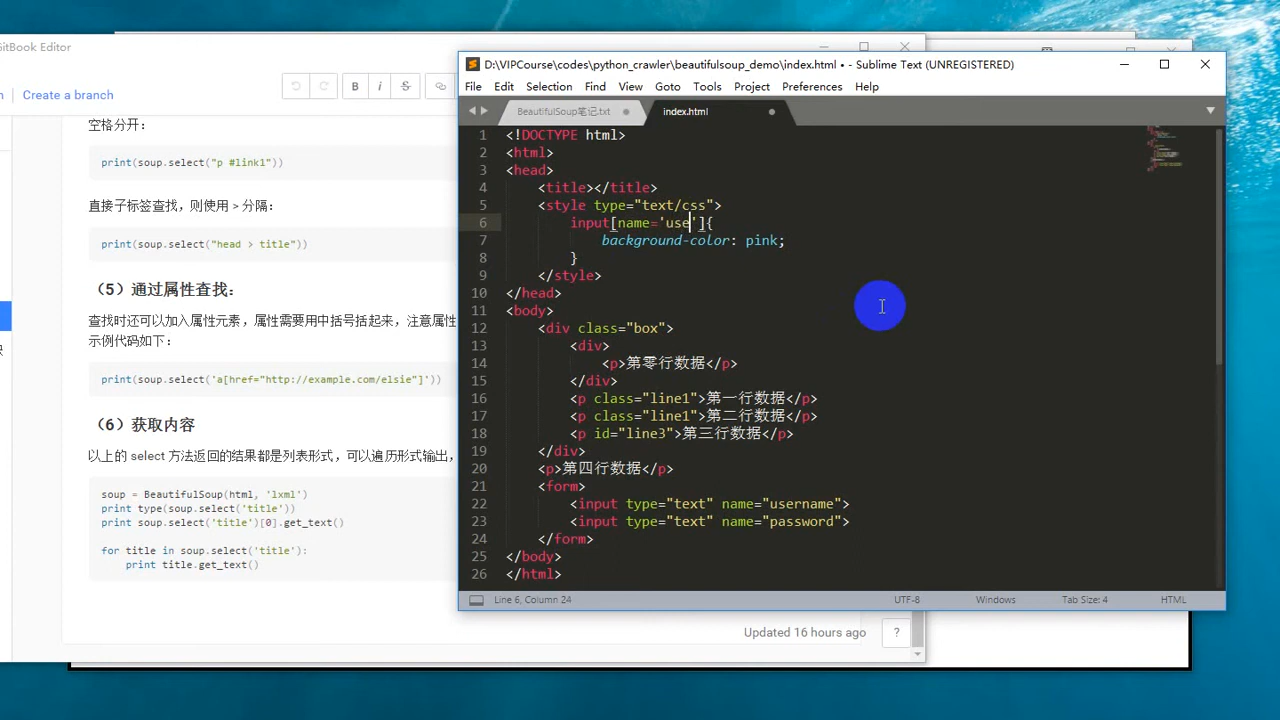 GitBook Editor
Create a branch
B i S
空格分开：
print(soup.select("p #link1"))
直接子标签查找，则使用 > 分隔：
print(soup.select("head > title"))
（5）通过属性查找：
查找时还可以加入属性元素，属性需要用中括号括起来，注意属性
示例代码如下：
print(soup.select('a[href="http://example.com/elsie"]'))
（6）获取内容
以上的 select 方法返回的结果都是列表形式，可以遍历形式输出，
soup = BeautifulSoup(html, 'lxml')
print type(soup.select('title'))
print soup.select('title')[0].get_text()
for title in soup.select('title'):
print title.get_text()
Updated 16 hours ago
?
D:\VIPCourse\codes\python_crawler\beautifulsoup_demo\index.html • - Sublime Text (UNREGISTERED)
File Edit Selection Find View Goto Tools Project Preferences Help
BeautifulSoup笔记.txt index.html
1 <!DOCTYPE html>
2 <html>
3 <head>
4 <title></title>
5 <style type="text/css">
6 input[name='use']{
7 background-color: pink;
8 }
9 </style>
10 </head>
11 <body>
12 <div class="box">
13 <div>
14 <p>第零行数据</p>
15 </div>
16 <p class="line1">第一行数据</p>
17 <p class="line1">第二行数据</p>
18 <p id="line3">第三行数据</p>
19 </div>
20 <p>第四行数据</p>
21 <form>
22 <input type="text" name="username">
23 <input type="text" name="password">
24 </form>
25 </body>
26 </html>
Line 6, Column 24 UTF-8 Windows Tab Size: 4 HTML